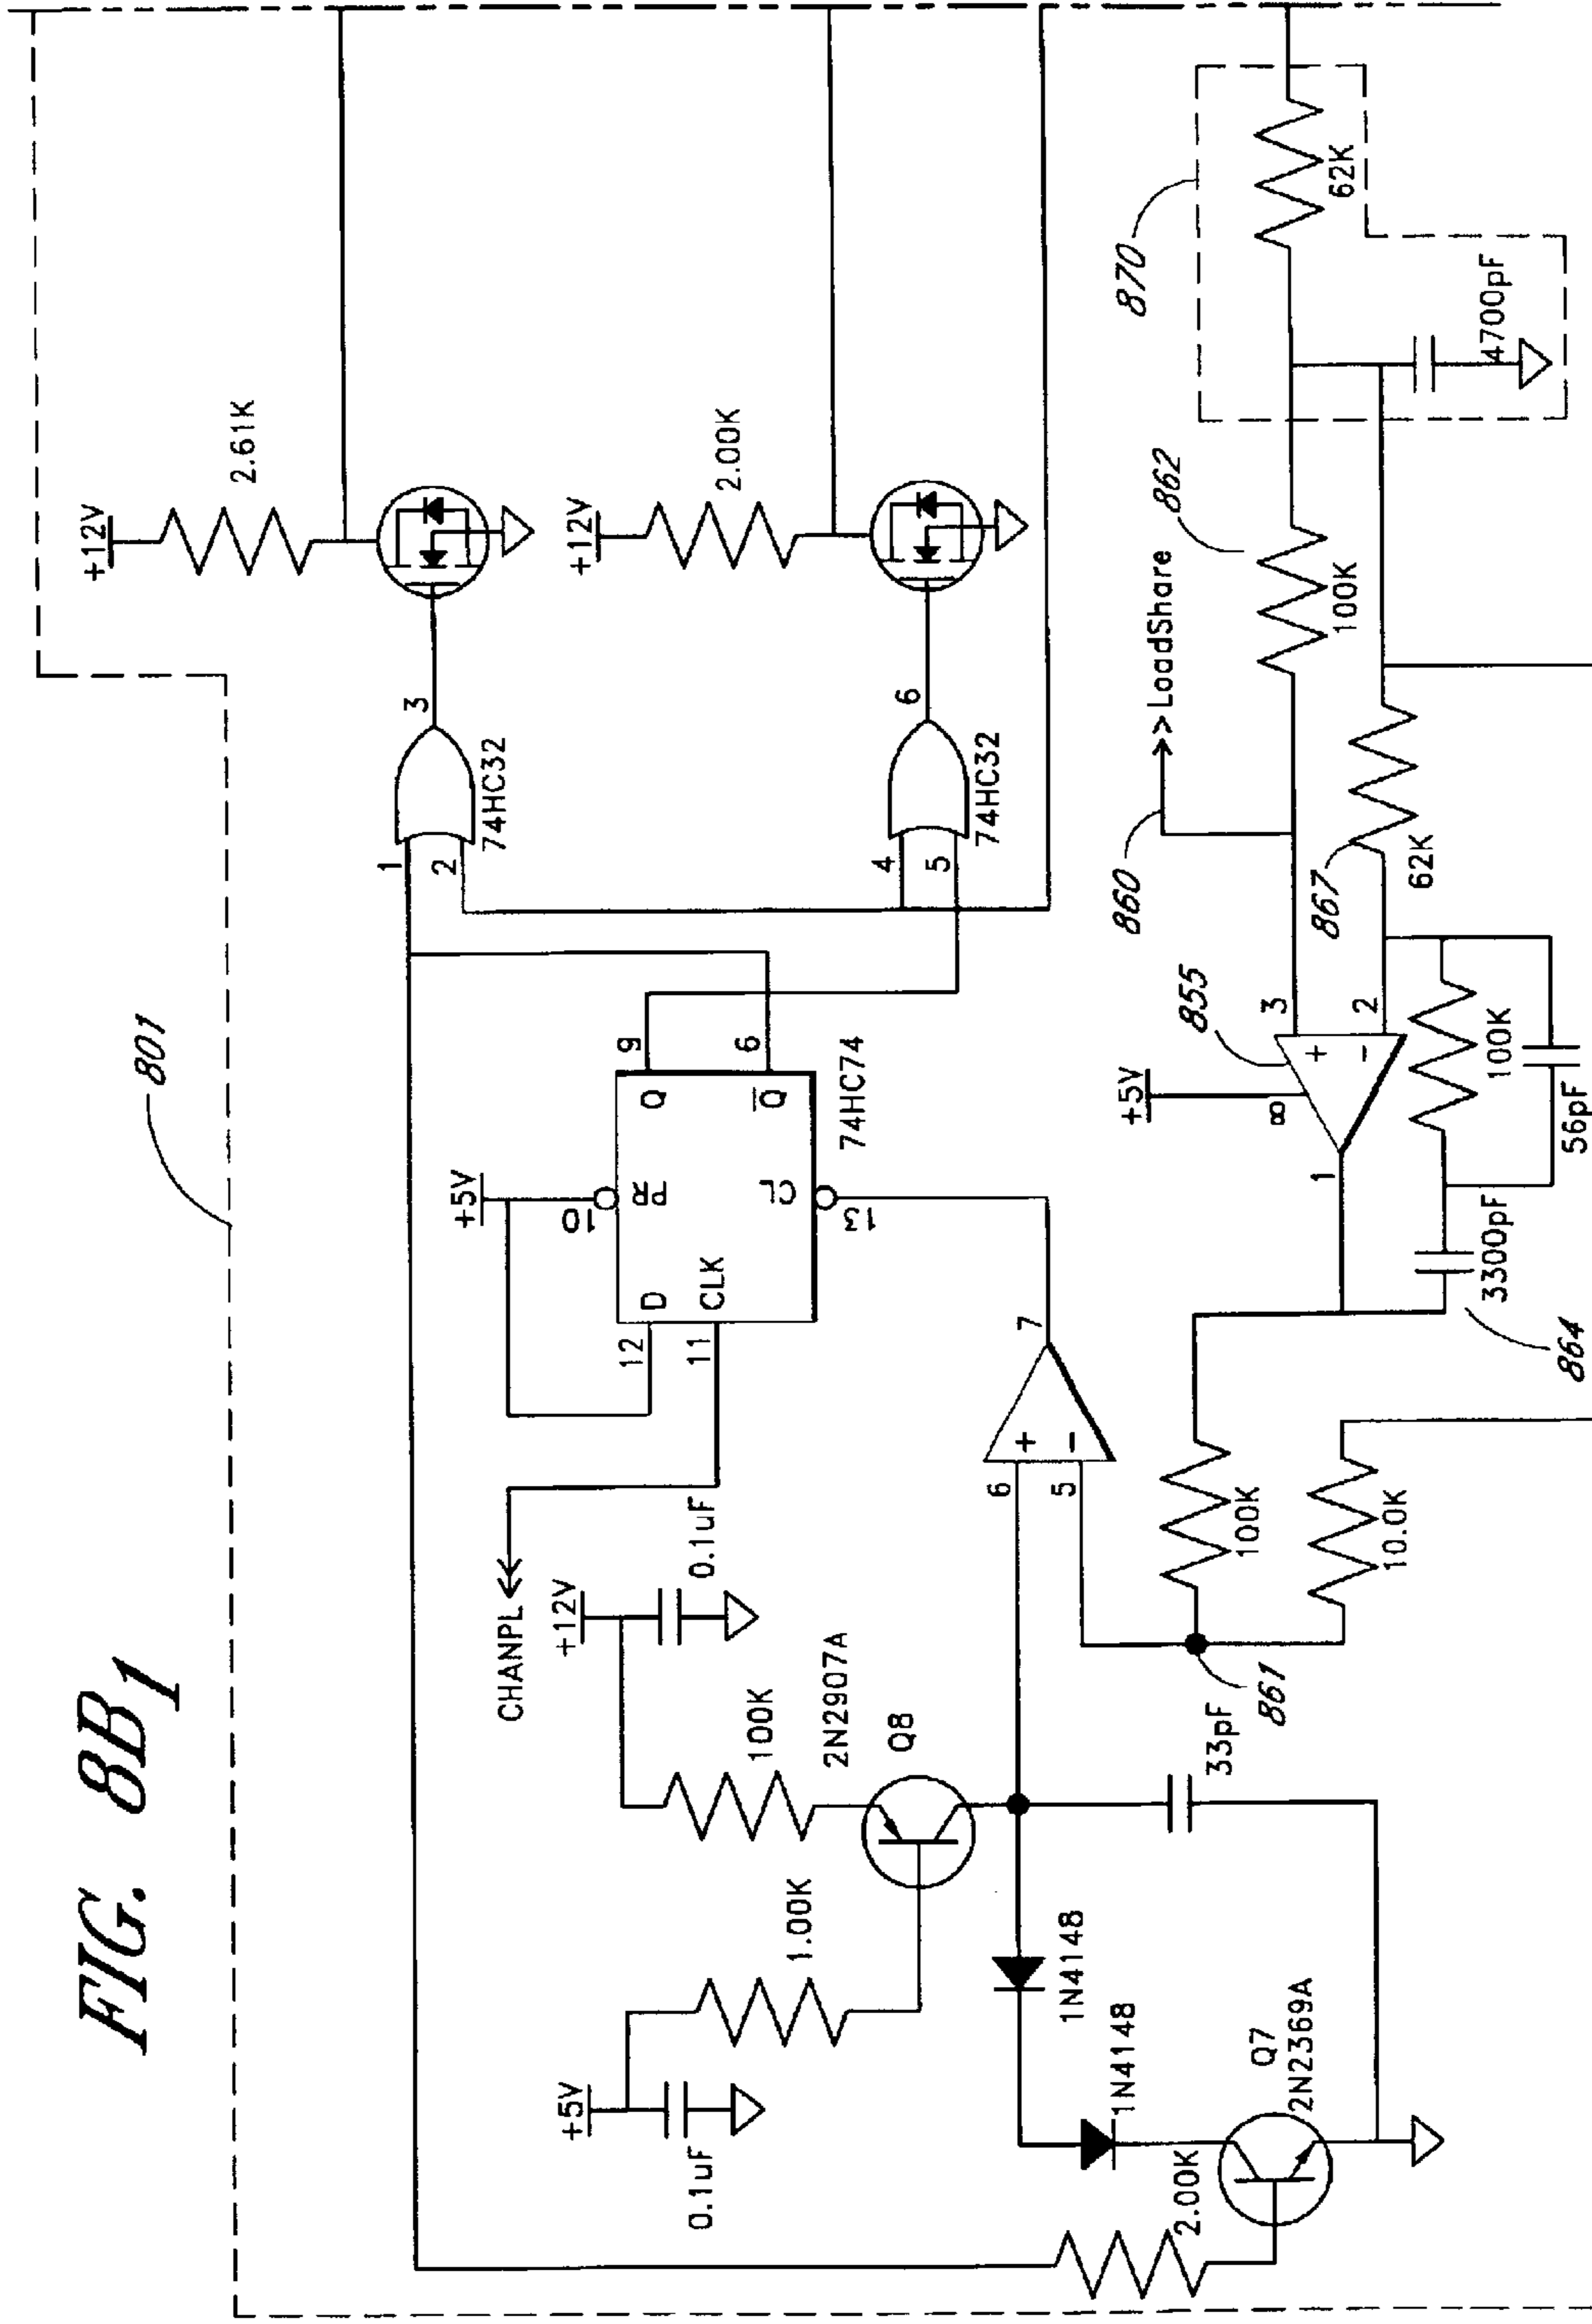 FIG. 8B1
801
+12V
2.61K
+12V
2.00K
1
2
3
74HC32
4
5
6
74HC32
+5V
10
PR
D
CLK
Q
Q
CL
12
11
9
6
13
74HC74
CHANPL
+12V
0.1uF
100K
2N2907A
Q8
+5V
0.1uF
1.00K
1N4148
1N4148
2.00K
Q7
2N2369A
33pF
861
6
5
+
-
7
100K
10.0K
+5V
8
855
+
-
3
2
1
3300pF
864
100K
56pF
860
LoadShare
862
100K
867
62K
870
62K
4700pF